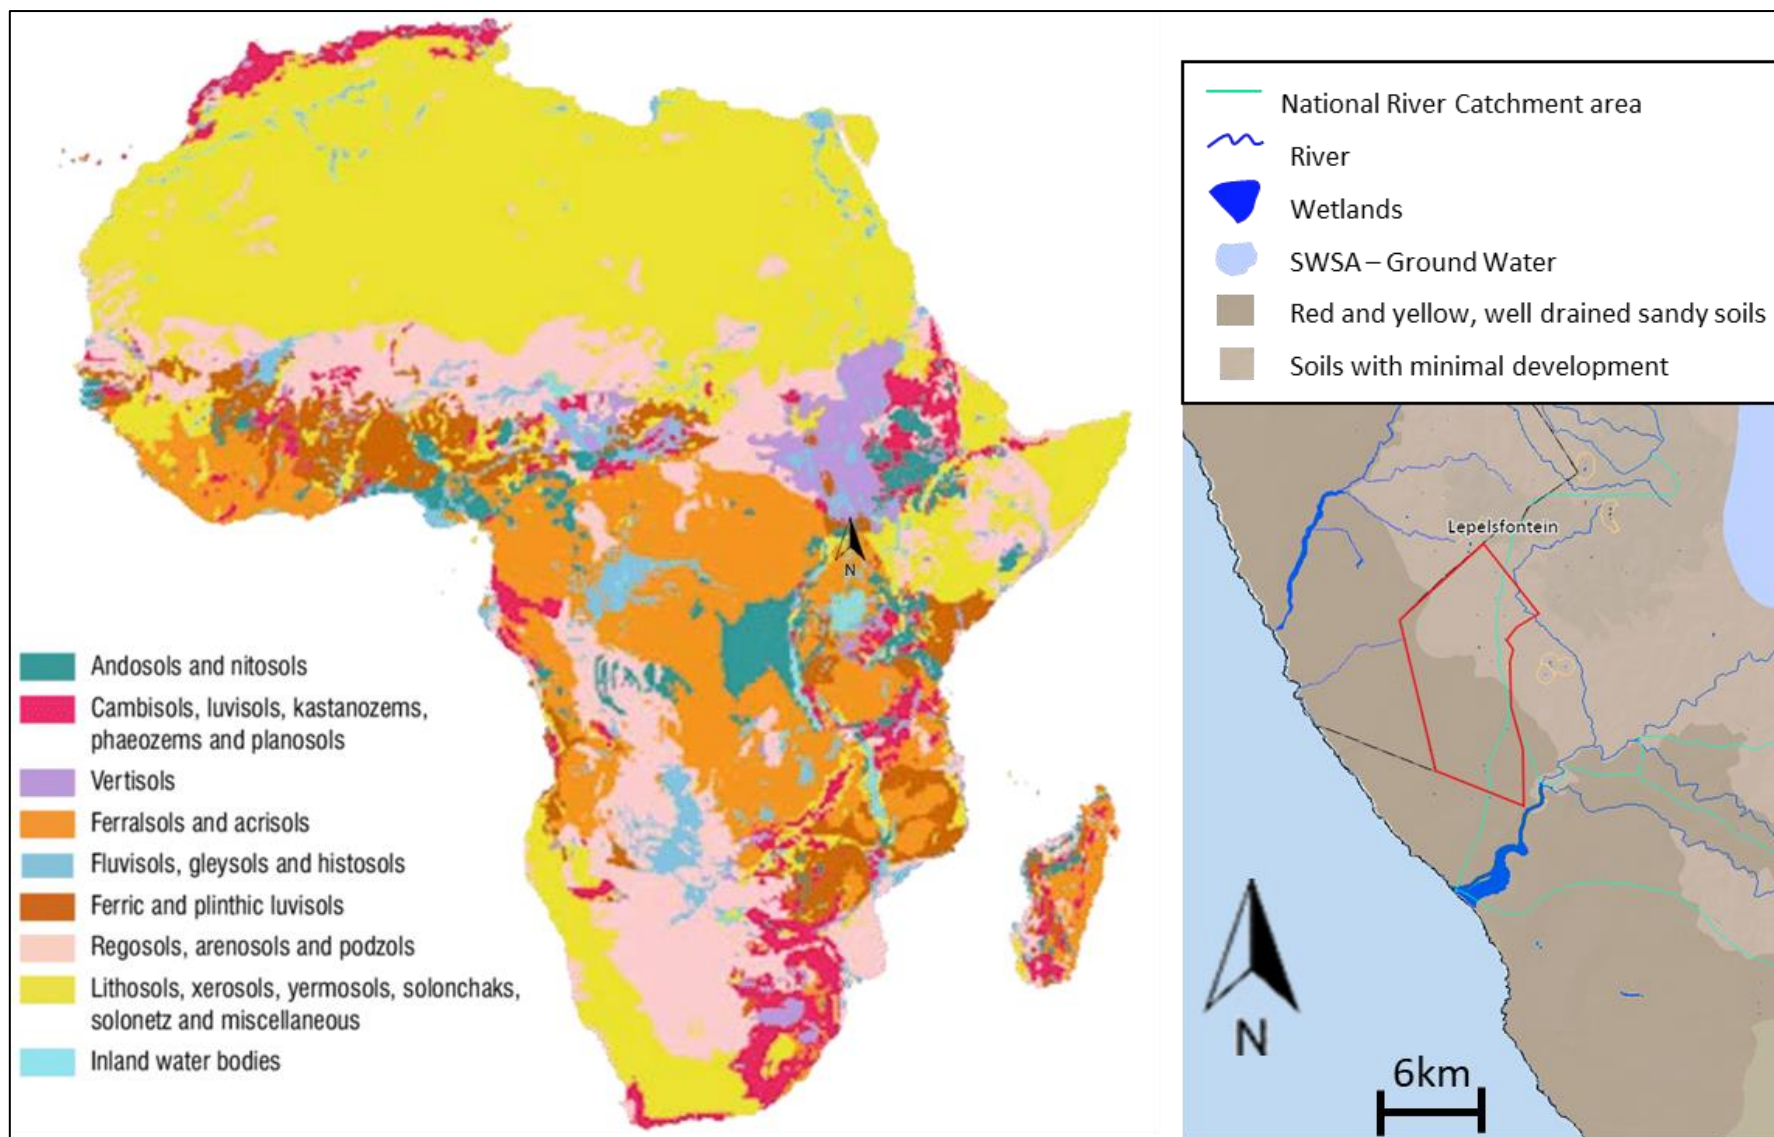 Andosols and nitosols
Cambisols, luvisols, kastanozems,
phaeozems and planosols
Vertisols
Ferralsols and acrisols
Fluvisols, gleysols and histosols
Ferric and plinthic luvisols
Regosols, arenosols and podzols
Lithosols, xerosols, yermosols, solonchaks,
solonetz and miscellaneous
Inland water bodies
N
National River Catchment area
River
Wetlands
SWSA – Ground Water
Red and yellow, well drained sandy soils
Soils with minimal development
Lepelsfontein
N
6km